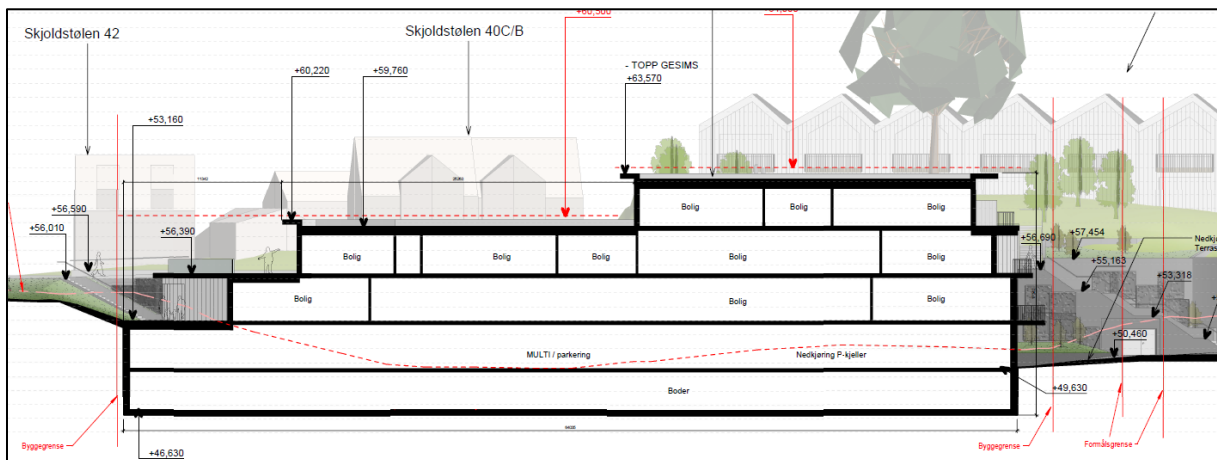 Skjoldstølen 42
Skjoldstølen 40C/B
+60,500
- TOPP GESIMS
+63,570
+60,220
+59,760
+53,160
+56,590
+56,010
+56,390
Bolig
Bolig
Bolig
Bolig
Bolig
Bolig
Bolig
Bolig
Bolig
Bolig
Bolig
+56,690
+57,454
+55,163
+53,318
+50,460
MULTI / parkering
Nedkjøring P-kjeller
Boder
+49,630
+46,630
Byggegrense
Byggegrense
Formålsgrense